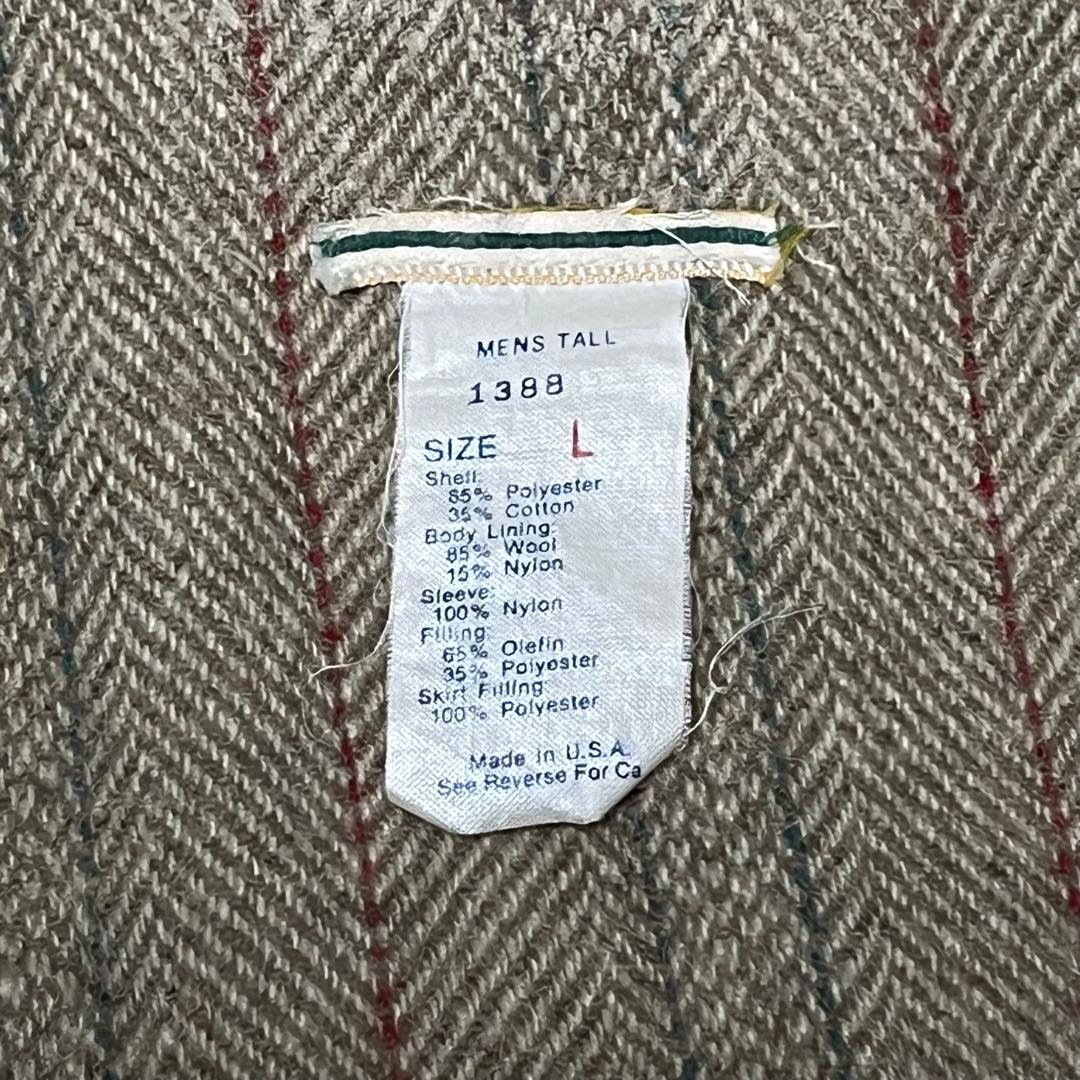 MENS TALL
1388
SIZE L
Shell:
65% Polyester
35% Cotton
Body Lining:
85% Wool
15% Nylon
Sleeve:
100% Nylon
Filling:
65% Olefin
35% Polyester
Skirt Filling:
100% Polyester
Made in U.S.A.
See Reverse For Ca